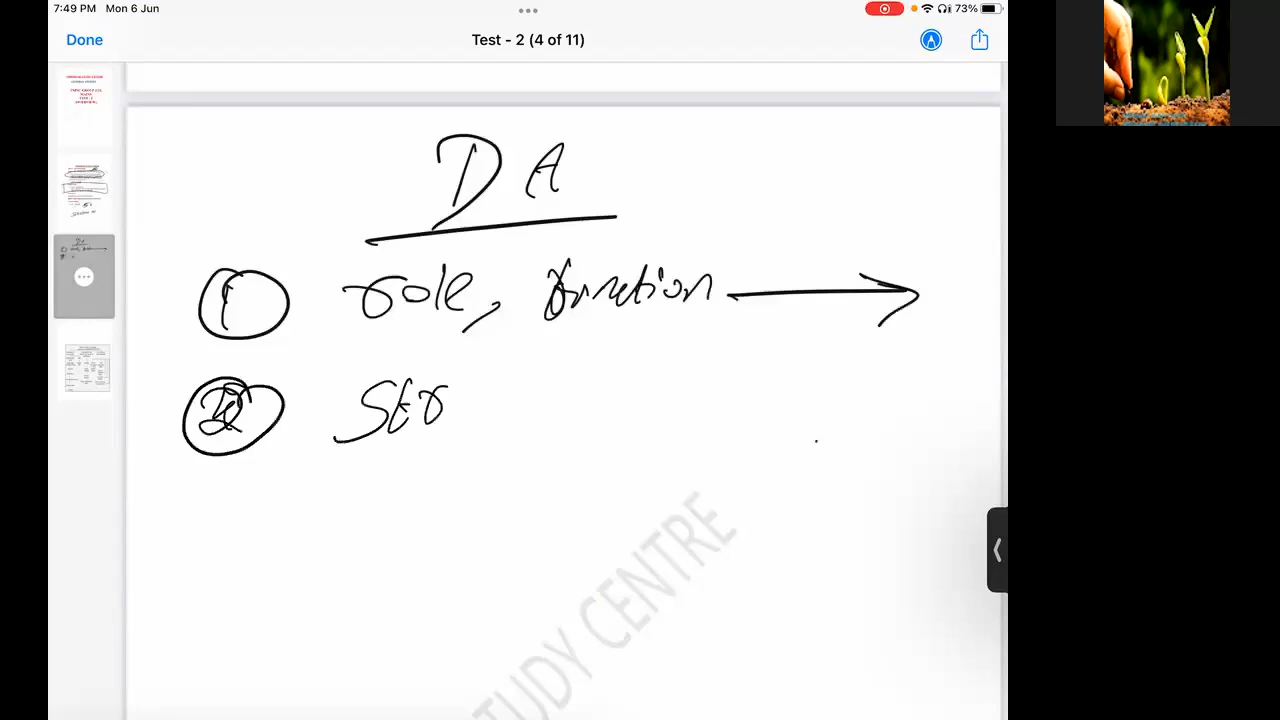 7:49 PM Mon 6 Jun
73%
Done
Test - 2 (4 of 11)
DA
1 role, function
2 Ser
STUDY CENTRE